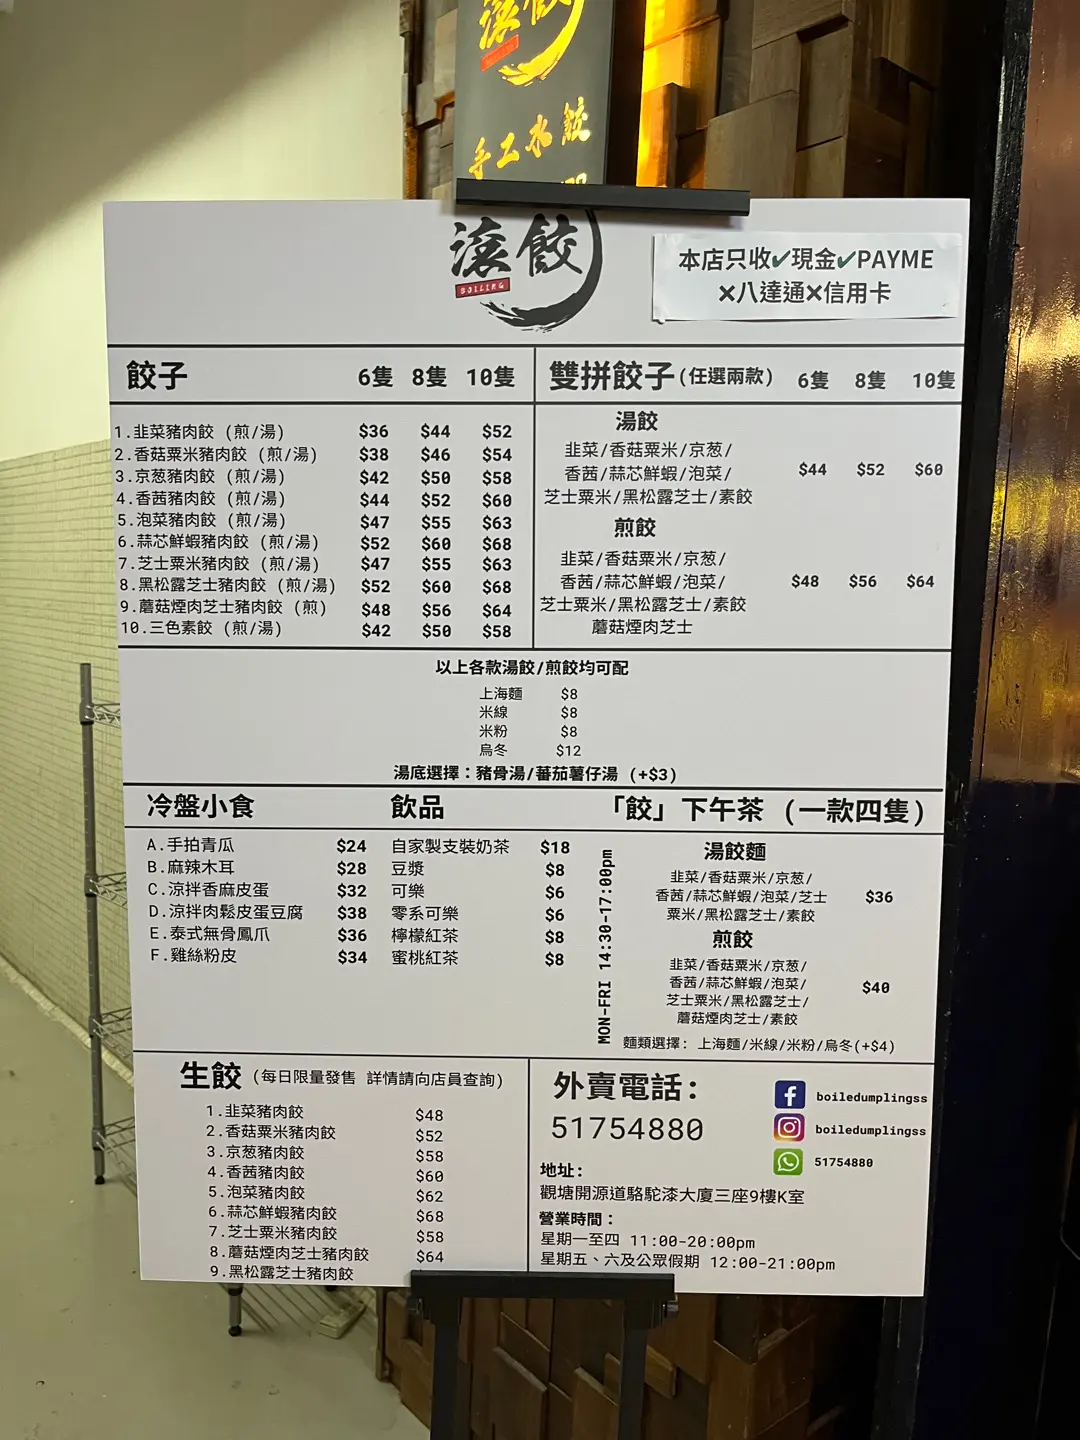 滾餃
手工水餃
滾餃
BOILING
本店只收✔現金✔PAYME
✖八達通✖信用卡
餃子 6隻 8隻 10隻
1.韭菜豬肉餃 (煎/湯) $36 $44 $52
2.香菇粟米豬肉餃 (煎/湯) $38 $46 $54
3.京葱豬肉餃 (煎/湯) $42 $50 $58
4.香茜豬肉餃 (煎/湯) $44 $52 $60
5.泡菜豬肉餃 (煎/湯) $47 $55 $63
6.蒜芯鮮蝦豬肉餃 (煎/湯) $52 $60 $68
7.芝士粟米豬肉餃 (煎/湯) $47 $55 $63
8.黑松露芝士豬肉餃 (煎/湯) $52 $60 $68
9.蘑菇煙肉芝士豬肉餃 (煎) $48 $56 $64
10.三色素餃 (煎/湯) $42 $50 $58
雙拼餃子(任選兩款) 6隻 8隻 10隻
湯餃
韭菜/香菇粟米/京葱/
香茜/蒜芯鮮蝦/泡菜/ $44 $52 $60
芝士粟米/黑松露芝士/素餃
煎餃
韭菜/香菇粟米/京葱/
香茜/蒜芯鮮蝦/泡菜/ $48 $56 $64
芝士粟米/黑松露芝士/素餃
蘑菇煙肉芝士
以上各款湯餃/煎餃均可配
上海麵 $8
米線 $8
米粉 $8
烏冬 $12
湯底選擇：豬骨湯/蕃茄薯仔湯 (+$3)
冷盤小食
A.手拍青瓜 $24
B.麻辣木耳 $28
C.涼拌香麻皮蛋 $32
D.涼拌肉鬆皮蛋豆腐 $38
E.泰式無骨鳳爪 $36
F.雞絲粉皮 $34
飲品
自家製支裝奶茶 $18
豆漿 $8
可樂 $6
零系可樂 $6
檸檬紅茶 $8
蜜桃紅茶 $8
「餃」下午茶 (一款四隻)
MON-FRI 14:30-17:00pm
湯餃麵
韭菜/香菇粟米/京葱/
香茜/蒜芯鮮蝦/泡菜/芝士 $36
粟米/黑松露芝士/素餃
煎餃
韭菜/香菇粟米/京葱/
香茜/蒜芯鮮蝦/泡菜/ $40
芝士粟米/黑松露芝士/
蘑菇煙肉芝士/素餃
麵類選擇: 上海麵/米線/米粉/烏冬(+$4)
生餃(每日限量發售 詳情請向店員查詢)
1.韭菜豬肉餃 $48
2.香菇粟米豬肉餃 $52
3.京葱豬肉餃 $58
4.香茜豬肉餃 $60
5.泡菜豬肉餃 $62
6.蒜芯鮮蝦豬肉餃 $68
7.芝士粟米豬肉餃 $58
8.蘑菇煙肉芝士豬肉餃 $64
9.黑松露芝士豬肉餃
外賣電話:
51754880
boiledumplingss
boiledumplingss
51754880
地址:
觀塘開源道駱駝漆大廈三座9樓K室
營業時間：
星期一至四 11:00-20:00pm
星期五、六及公眾假期 12:00-21:00pm